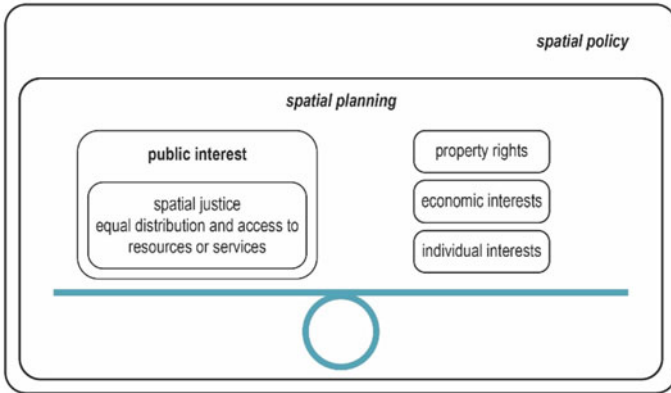 spatial policy
spatial planning
public interest
spatial justice
equal distribution and access to
resources or services
property rights
economic interests
individual interests